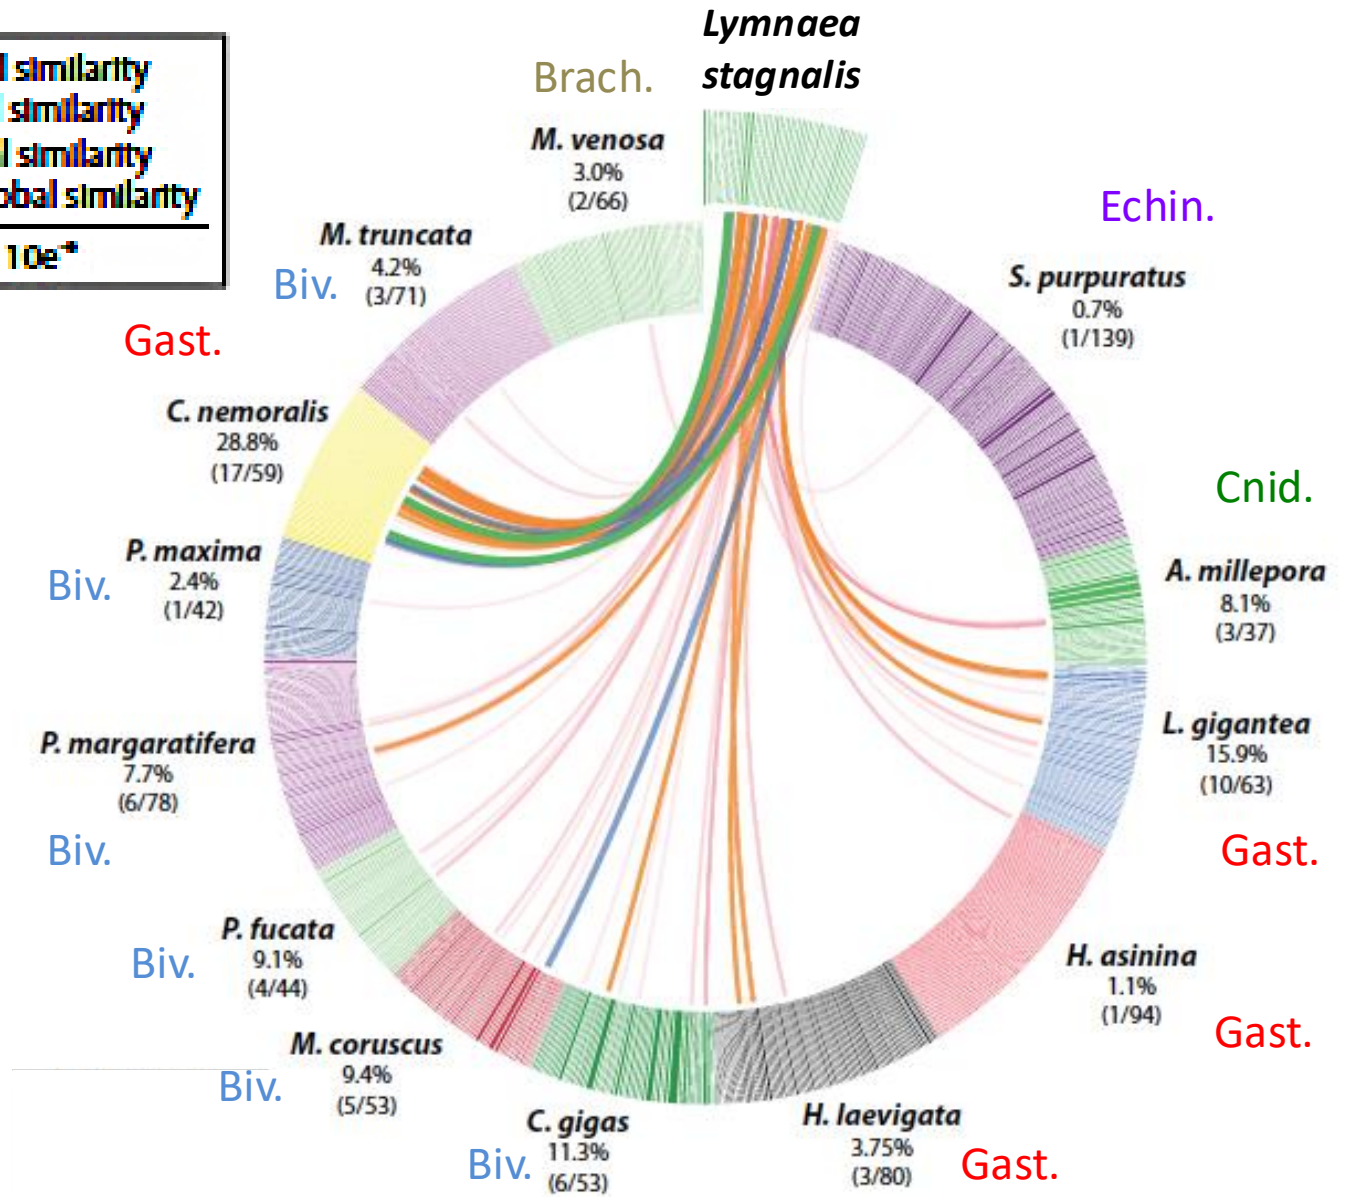 Lymnaea
stagnalis
similarity
similarity
similarity
similarity
Brach.
M. venosa
3.0%
(2/66)
Echin.
S. purpuratus
0.7%
(1/139)
M. truncata
4.2%
(3/71)
Biv.
Gast.
C. nemoralis
28.8%
(17/59)
Cnid.
A. millepora
8.1%
(3/37)
P. maxima
2.4%
(1/42)
Biv.
L. gigantea
15.9%
(10/63)
Gast.
P. margaratifera
7.7%
(6/78)
Biv.
P. fucata
9.1%
(4/44)
Biv.
H. asinina
1.1%
(1/94)
Gast.
M. coruscus
9.4%
(5/53)
Biv.
C. gigas
11.3%
(6/53)
Biv.
H. laevigata
3.75%
(3/80)
Gast.